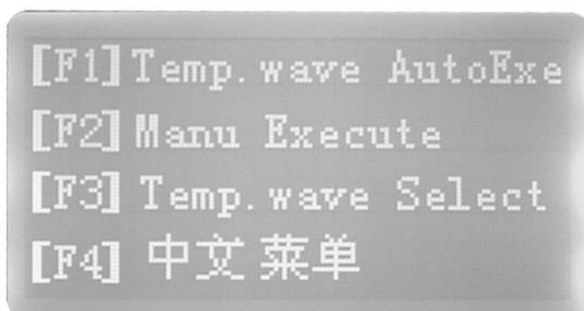 [F1] Temp. wave AutoExe
[F2] Manu Execute
[F3] Temp. wave Select
[F4] 中文 菜单